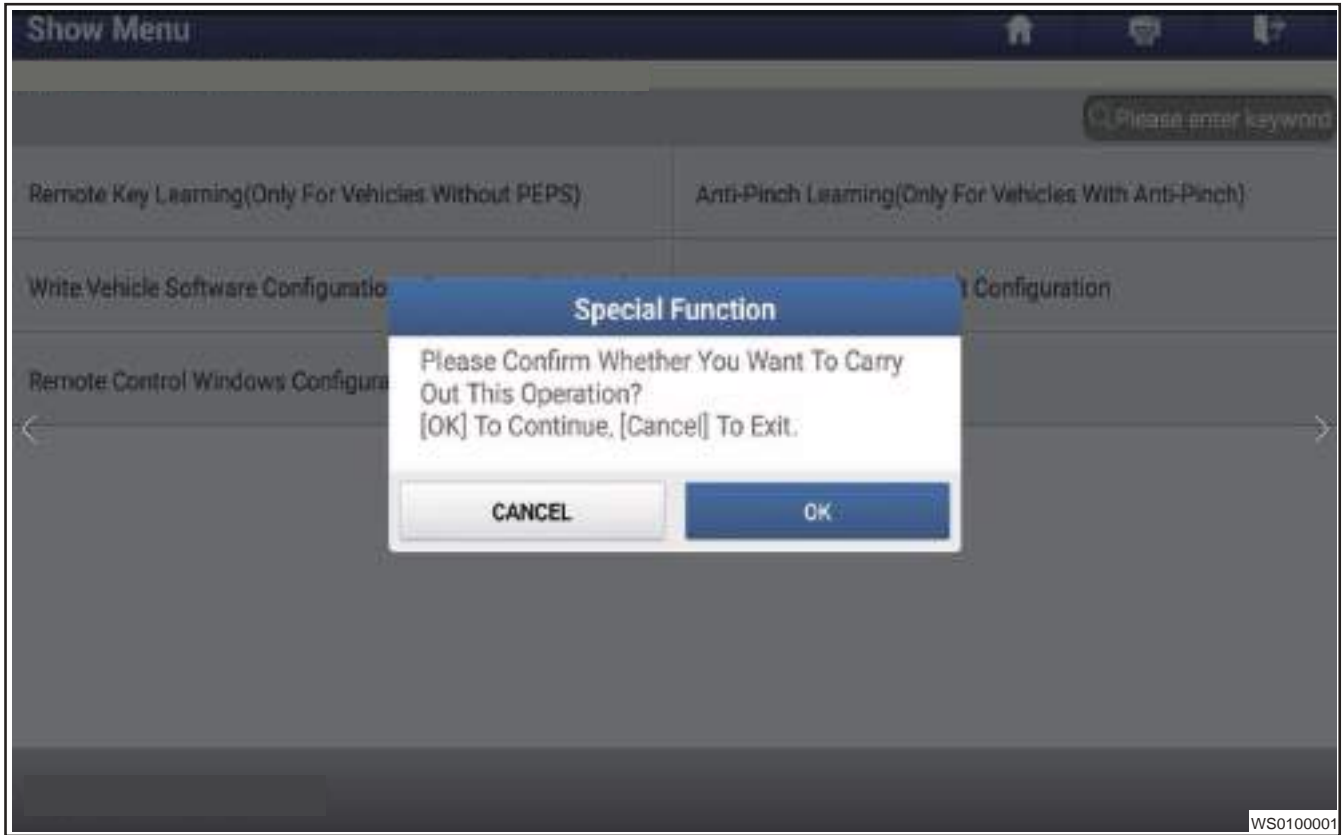 Show Menu
Please enter keyword
Remote Key Learning(Only For Vehicles Without PEPS)
Anti-Pinch Learning(Only For Vehicles With Anti-Pinch)
Write Vehicle Software
Configuration
Remote Control Windows
Special Function
Please Confirm Whether You Want To Carry
Out This Operation?
[OK] To Continue, [Cancel] To Exit.
CANCEL
OK
WS0100001